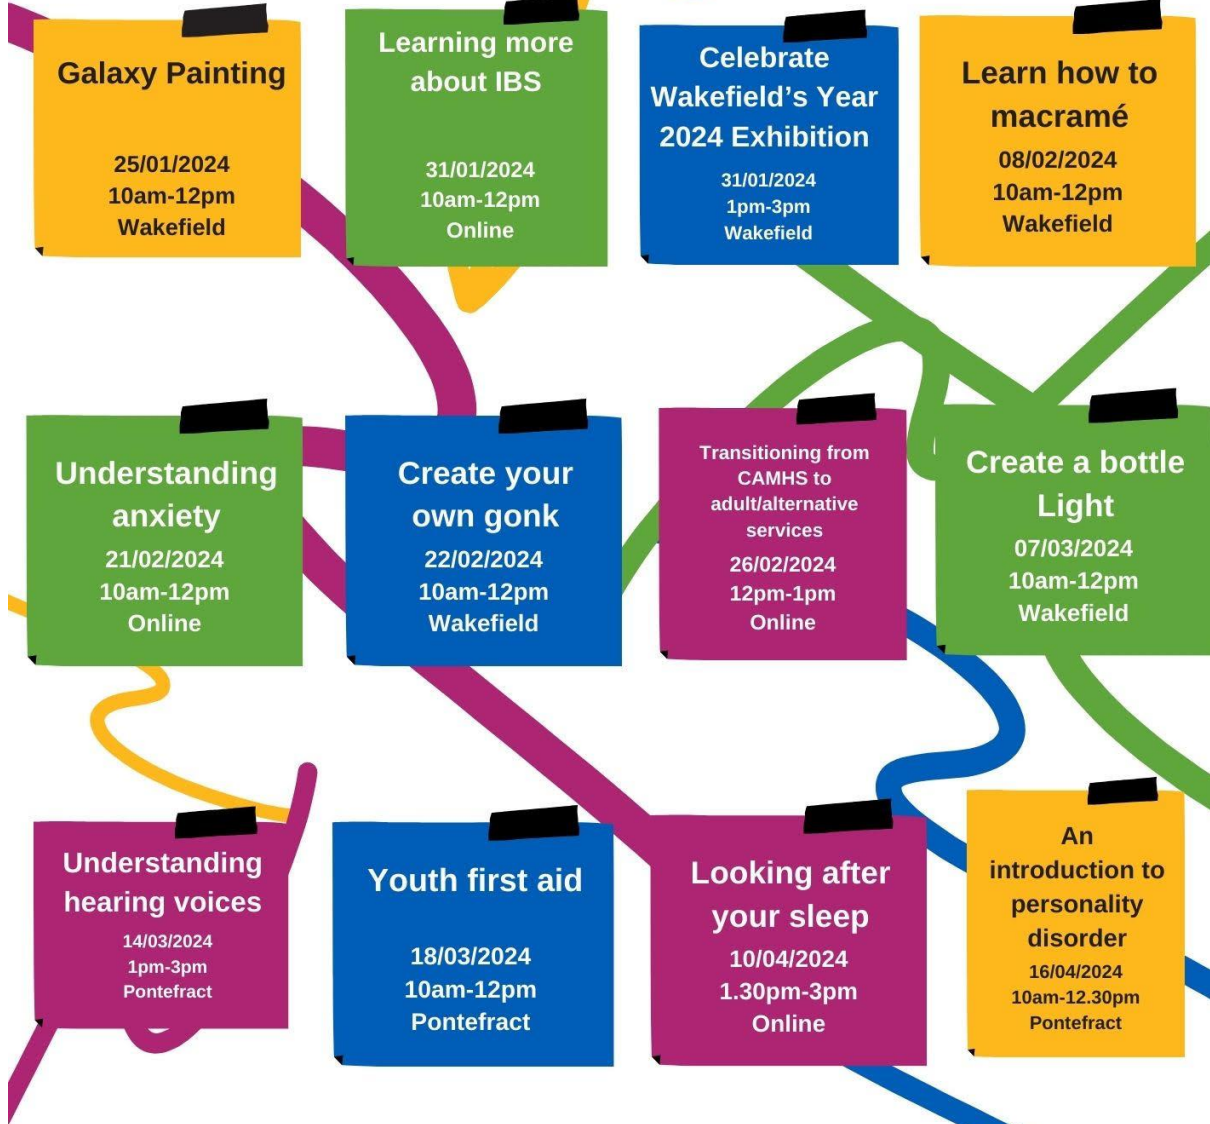 Galaxy Painting
25/01/2024
10am-12pm
Wakefield
Learning more
about IBS
31/01/2024
10am-12pm
Online
Celebrate
Wakefield’s Year
2024 Exhibition
31/01/2024
1pm-3pm
Wakefield
Learn how to
macramé
08/02/2024
10am-12pm
Wakefield
Understanding
anxiety
21/02/2024
10am-12pm
Online
Create your
own gonk
22/02/2024
10am-12pm
Wakefield
Transitioning from
CAMHS to
adult/alternative
services
26/02/2024
12pm-1pm
Online
Create a bottle
Light
07/03/2024
10am-12pm
Wakefield
Understanding
hearing voices
14/03/2024
1pm-3pm
Pontefract
Youth first aid
18/03/2024
10am-12pm
Pontefract
Looking after
your sleep
10/04/2024
1.30pm-3pm
Online
An
introduction to
personality
disorder
16/04/2024
10am-12.30pm
Pontefract